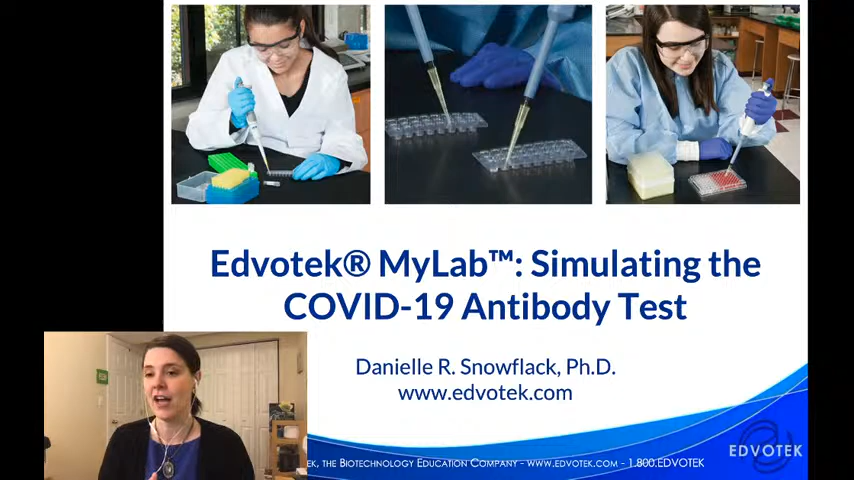 Edvotek® MyLab™: Simulating the
COVID-19 Antibody Test
Danielle R. Snowflack, Ph.D.
www.edvotek.com
TEK, THE BIOTECHNOLOGY EDUCATION COMPANY - WWW.EDVOTEK.COM - 1.800.EDVOTEK
EDVOTEK